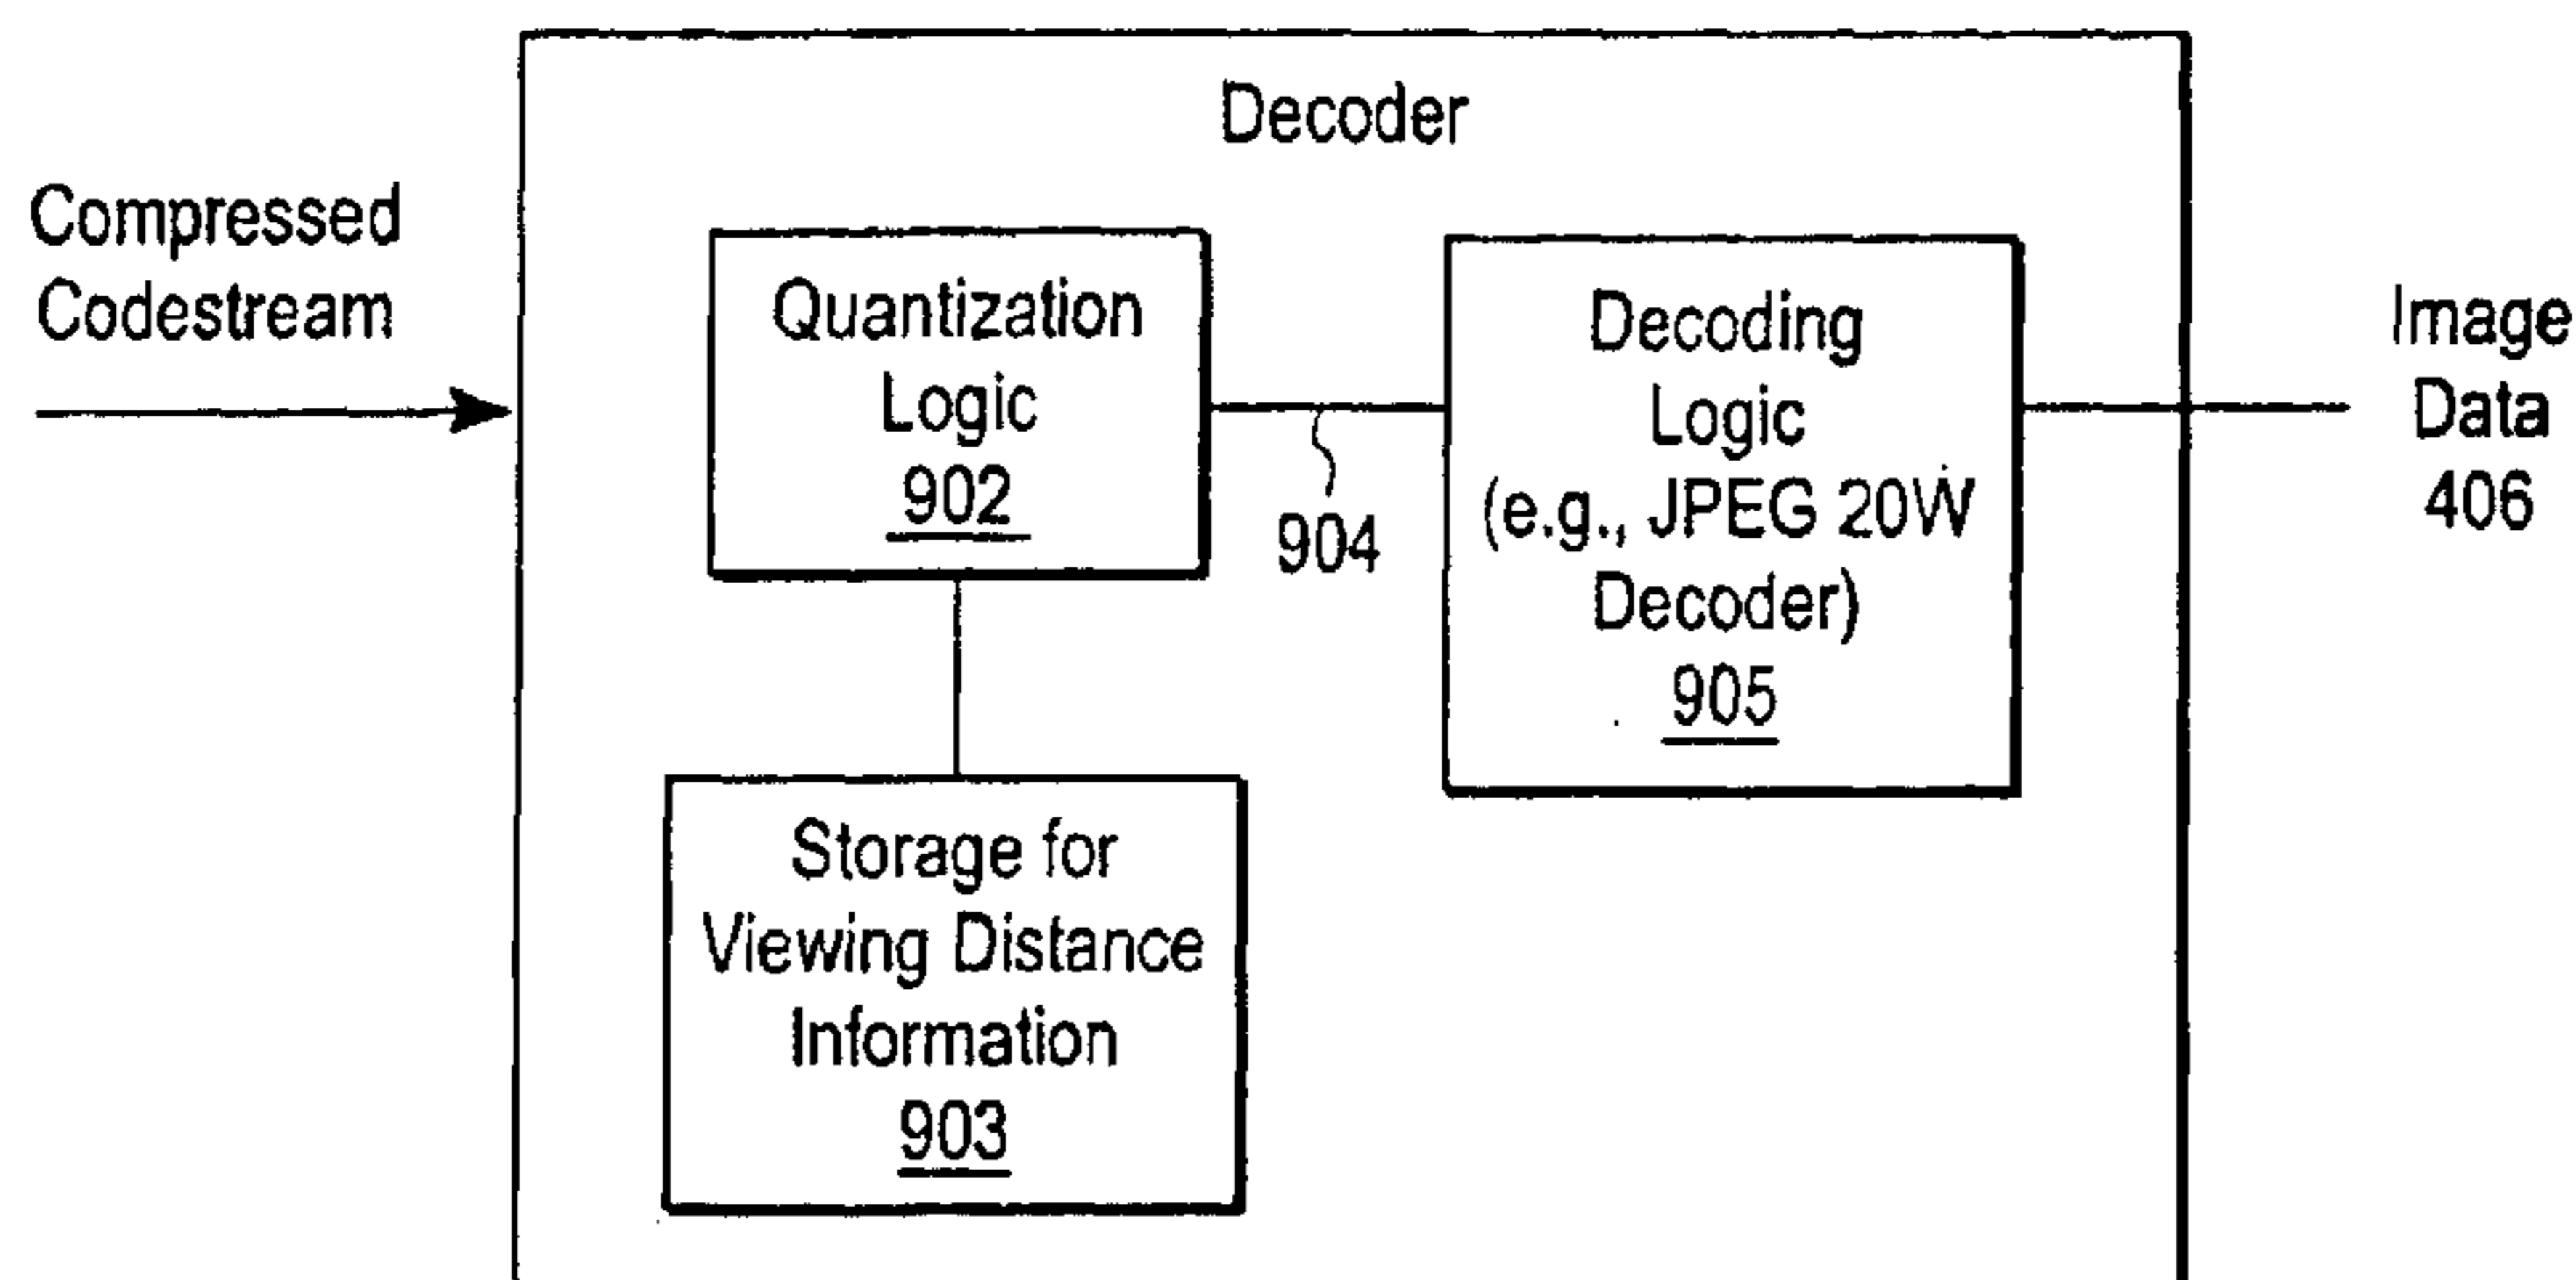 Decoder
Compressed
Codestream
Quantization
Logic
902
904
Decoding
Logic
(e.g., JPEG 20W
Decoder)
905
Image
Data
406
Storage for
Viewing Distance
Information
903